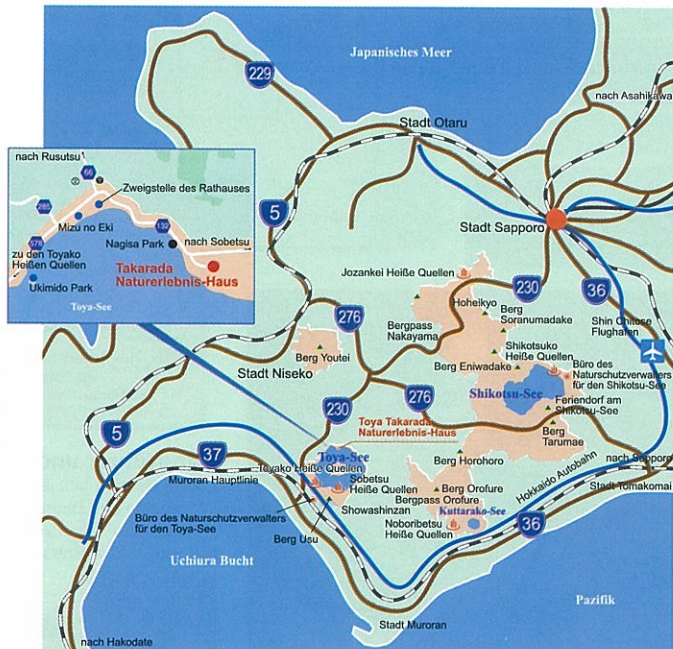 Japanisches Meer
229
nach Asahikawa
Stadt Otaru
nach Rusutsu
66
Zweigstelle des Rathauses
285
Mizu no Eki
132
578
Nagisa Park
nach Sobetsu
zu den Toyako
Heißen Quellen
Takarada
Naturerlebnis-Haus
Ukimido Park
Toya-See
5
Stadt Sapporo
Jozankei Heiße Quellen
230
36
Hoheikyo
Berg
Soranumadake
Shin Chitose
Flughafen
276
Bergpass
Nakayama
Shikotsuko
Heiße Quellen
Berg Youtei
Berg Eniwadake
Büro des
Naturschutzverwalters
für den Shikotsu-See
Stadt Niseko
Shikotsu-See
276
Feriendorf am
Shikotsu-See
230
Toya Takarada
Naturerlebnis-Haus
Berg
Tarumae
5
37
Toya-See
Toyako Heiße Quellen
Berg Horohoro
nach Sapporo
Muroran Hauptlinie
Sobetsu
Heiße Quellen
Berg Orofure
Hokkaido Autobahn
Stadt Tomakomai
Showashinzan
Bergpass Orofure
Kuttarako-See
Büro des Naturschutzverwalters
für den Toya-See
Noboribetsu
Heiße Quellen
36
Berg Usu
Uchiura Bucht
Pazifik
Stadt Muroran
nach Hakodate